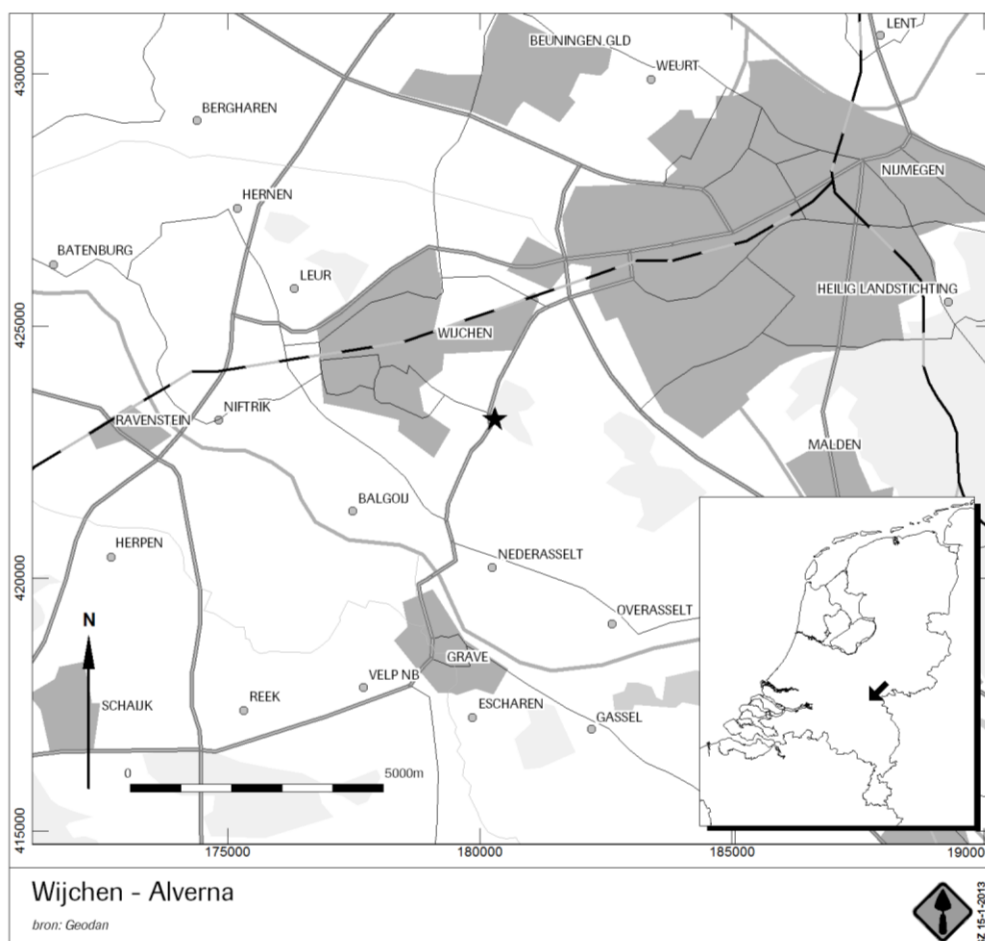 LENT
BEUNINGEN GLD
WEURT
430000
BERGHAREN
NIJMEGEN
HERNEN
BATENBURG
LEUR
HEILIG LANDSTICHTING
425000
WIJCHEN
NIFTRIK
RAVENSTEIN
MALDEN
BALGOIJ
HERPEN
NEDERASSELT
420000
OVERASSELT
N
GRAVE
VELP NB
SCHAIJK
REEK
ESCHAREN
GASSEL
0 5000m
415000
175000 180000 185000 190000
Wijchen - Alverna
bron: Geodan
SZ 15-1-2013